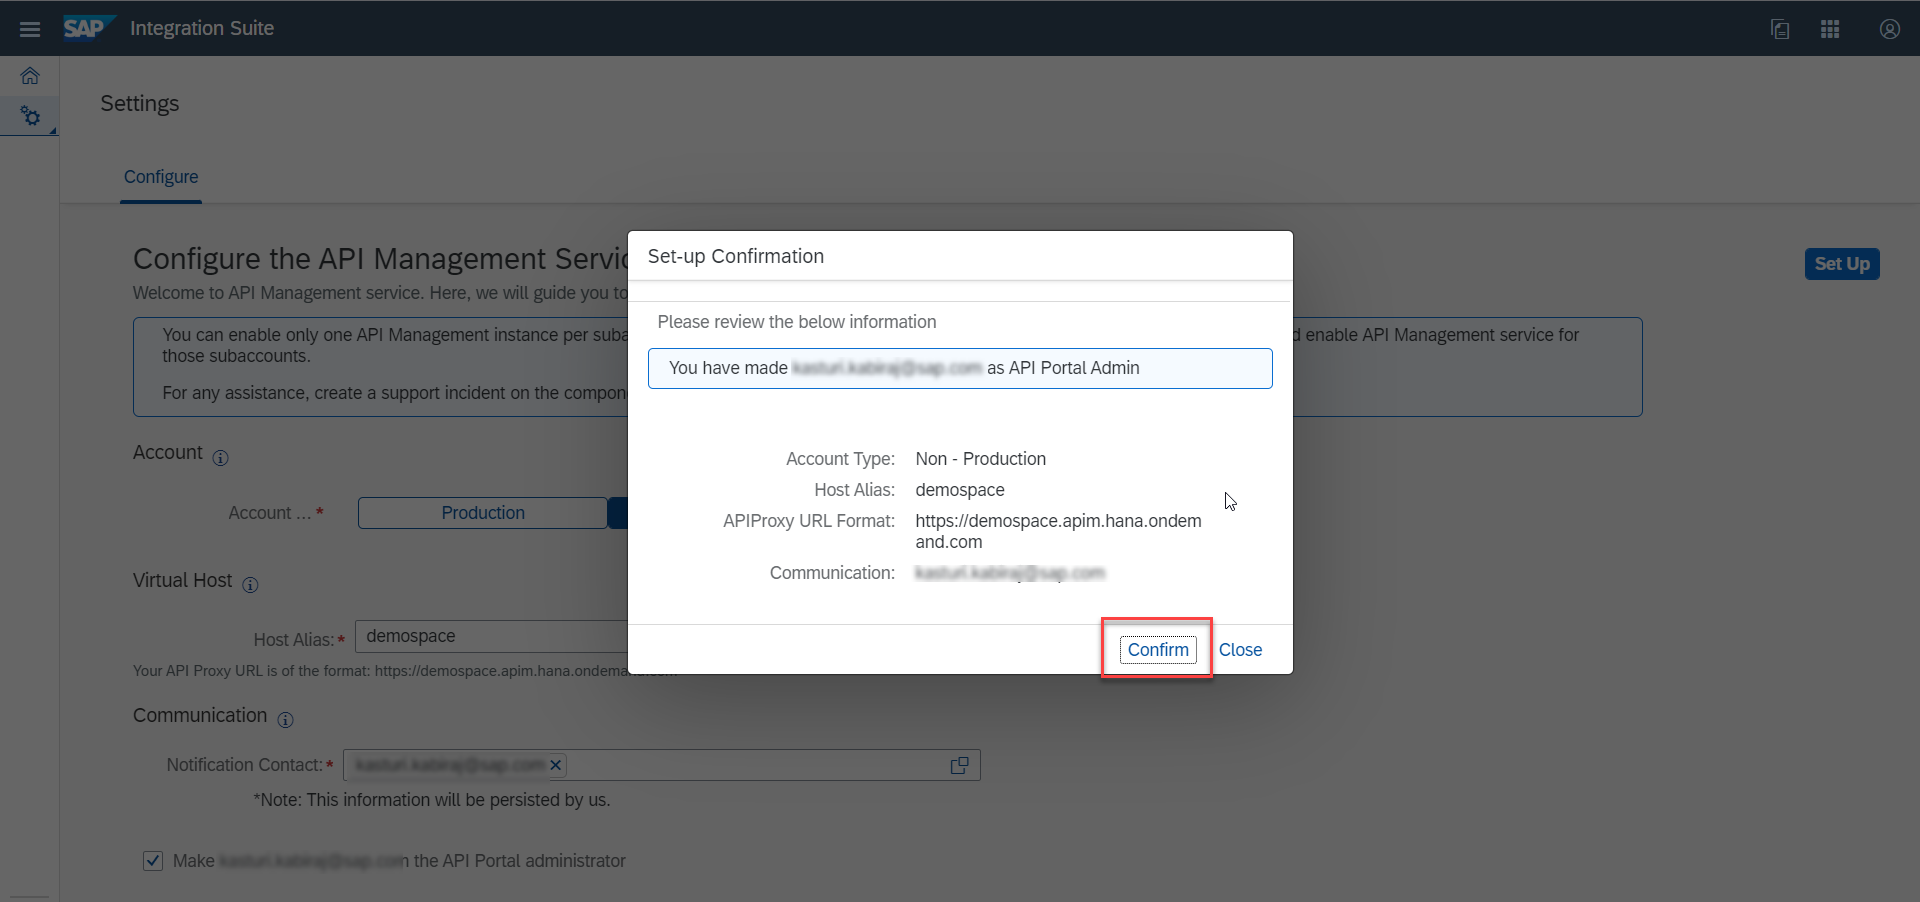 SAP Integration Suite
Settings
Configure
Configure the API Management Servic
Set Up
Welcome to API Management service. Here, we will guide you to
You can enable only one API Management instance per suba
d enable API Management service for
those subaccounts.
For any assistance, create a support incident on the compon
Account
Account ... *
Production
Virtual Host
Host Alias: *
demospace
Your API Proxy URL is of the format: https://demospace.apim.hana.ondemand.com
Communication
Notification Contact: *
*Note: This information will be persisted by us.
Make
the API Portal administrator
Set-up Confirmation
Please review the below information
You have made
as API Portal Admin
Account Type: Non - Production
Host Alias: demospace
APIProxy URL Format: https://demospace.apim.hana.ondem
and.com
Communication:
Confirm Close